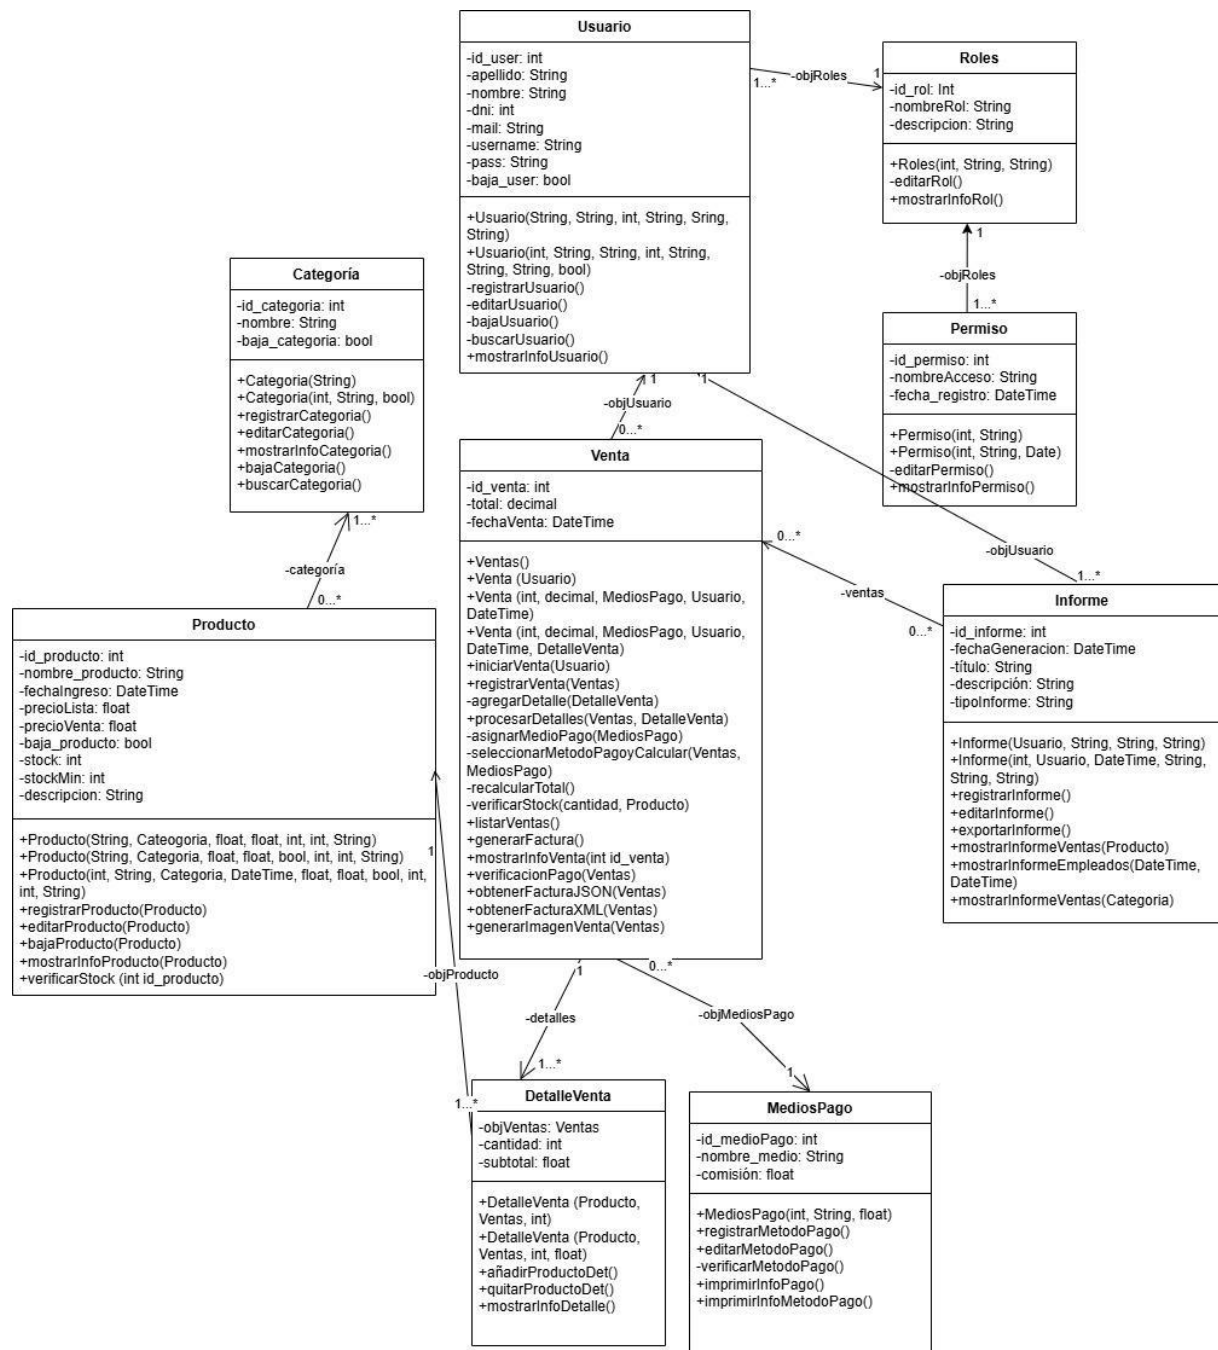 Usuario
-id_user: int
-apellido: String
-nombre: String
-dni: int
-mail: String
-username: String
-pass: String
-baja_user: bool
+Usuario(String, String, int, String, Sring,
String)
+Usuario(int, String, String, int, String,
String, String, bool)
-registrarUsuario()
-editarUsuario()
-bajaUsuario()
-buscarUsuario()
+mostrarInfoUsuario()
1...*
-objRoles
1
Roles
-id_rol: Int
-nombreRol: String
-descripcion: String
+Roles(int, String, String)
-editarRol()
+mostrarInfoRol()
1
-objRoles
1...*
Permiso
-id_permiso: int
-nombreAcceso: String
-fecha_registro: DateTime
+Permiso(int, String)
+Permiso(int, String, Date)
-editarPermiso()
+mostrarInfoPermiso()
Categoría
-id_categoria: int
-nombre: String
-baja_categoria: bool
+Categoria(String)
+Categoria(int, String, bool)
+registrarCategoria()
+editarCategoria()
+mostrarInfoCategoria()
+bajaCategoria()
+buscarCategoria()
1...*
-categoría
0...*
1
-objUsuario
0...*
1
-objUsuario
1...*
Venta
-id_venta: int
-total: decimal
-fechaVenta: DateTime
+Ventas()
+Venta (Usuario)
+Venta (int, decimal, MediosPago, Usuario,
DateTime)
+Venta (int, decimal, MediosPago, Usuario,
DateTime, DetalleVenta)
+iniciarVenta(Usuario)
+registrarVenta(Ventas)
-agregarDetalle(DetalleVenta)
+procesarDetalles(Ventas, DetalleVenta)
-asignarMedioPago(MediosPago)
-seleccionarMetodoPagoyCalcular(Ventas,
MediosPago)
-recalcularTotal()
-verificarStock(cantidad, Producto)
+listarVentas()
+generarFactura()
+mostrarInfoVenta(int id_venta)
+verificacionPago(Ventas)
+obtenerFacturaJSON(Ventas)
+obtenerFacturaXML(Ventas)
+generarImagenVenta(Ventas)
0...*
-ventas
0...*
Informe
-id_informe: int
-fechaGeneracion: DateTime
-título: String
-descripción: String
-tipoInforme: String
+Informe(Usuario, String, String, String)
+Informe(int, Usuario, DateTime, String,
String, String)
+registrarInforme()
+editarInforme()
+exportarInforme()
+mostrarInformeVentas(Producto)
+mostrarInformeEmpleados(DateTime,
DateTime)
+mostrarInformeVentas(Categoria)
Producto
-id_producto: int
-nombre_producto: String
-fechaIngreso: DateTime
-precioLista: float
-precioVenta: float
-baja_producto: bool
-stock: int
-stockMin: int
-descripcion: String
+Producto(String, Cateogoria, float, float, int, int, String)
+Producto(String, Categoria, float, float, bool, int, int, String)
+Producto(int, String, Categoria, DateTime, float, float, bool, int,
int, String)
+registrarProducto(Producto)
+editarProducto(Producto)
+bajaProducto(Producto)
+mostrarInfoProducto(Producto)
+verificarStock (int id_producto)
1
-objProducto
1...*
1
-detalles
1...*
0...*
-objMediosPago
1
DetalleVenta
-objVentas: Ventas
-cantidad: int
-subtotal: float
+DetalleVenta (Producto,
Ventas, int)
+DetalleVenta (Producto,
Ventas, int, float)
+añadirProductoDet()
+quitarProductoDet()
+mostrarInfoDetalle()
MediosPago
-id_medioPago: int
-nombre_medio: String
-comisión: float
+MediosPago(int, String, float)
+registrarMetodoPago()
+editarMetodoPago()
-verificarMetodoPago()
+imprimirInfoPago()
+imprimirInfoMetodoPago()